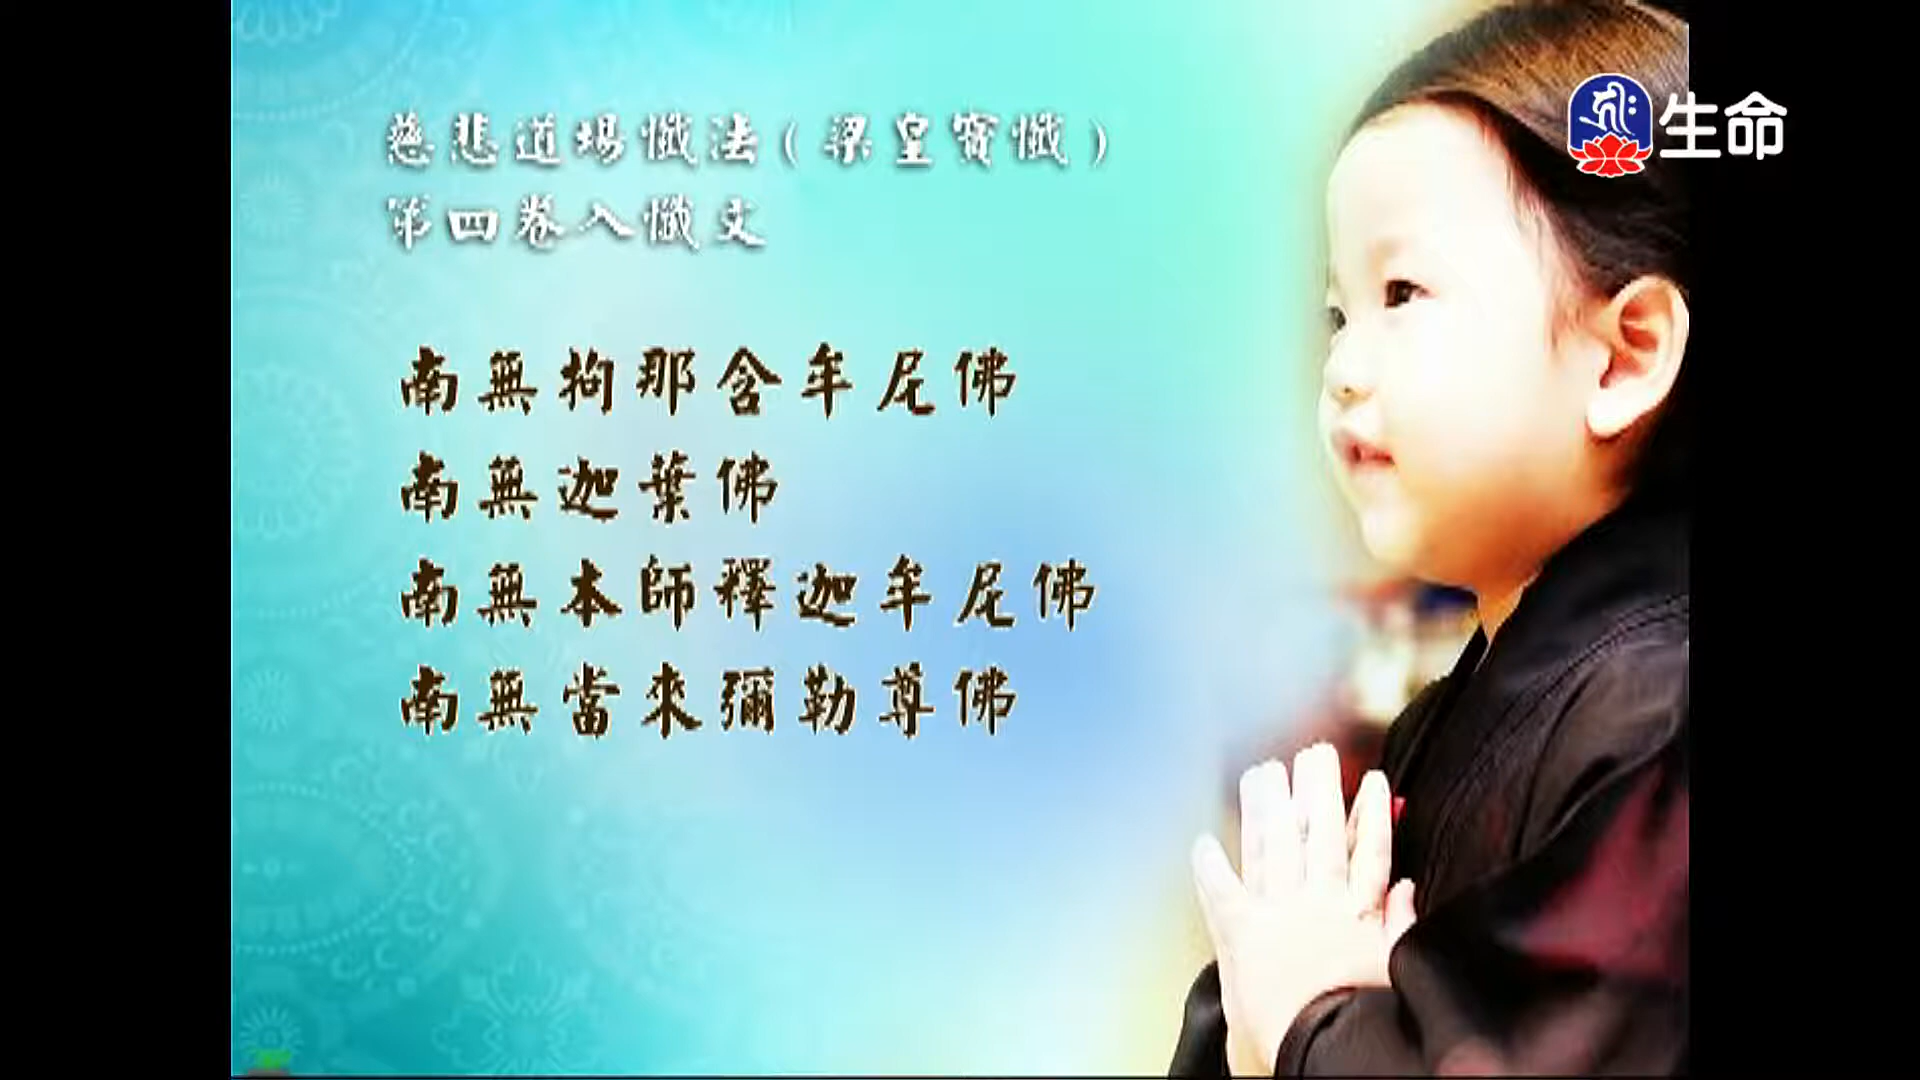 慈悲道場懺法(梁皇寶懺)
第四卷入懺文
南無拘那含牟尼佛
南無迦葉佛
南無本師釋迦牟尼佛
南無當來彌勒尊佛
生命